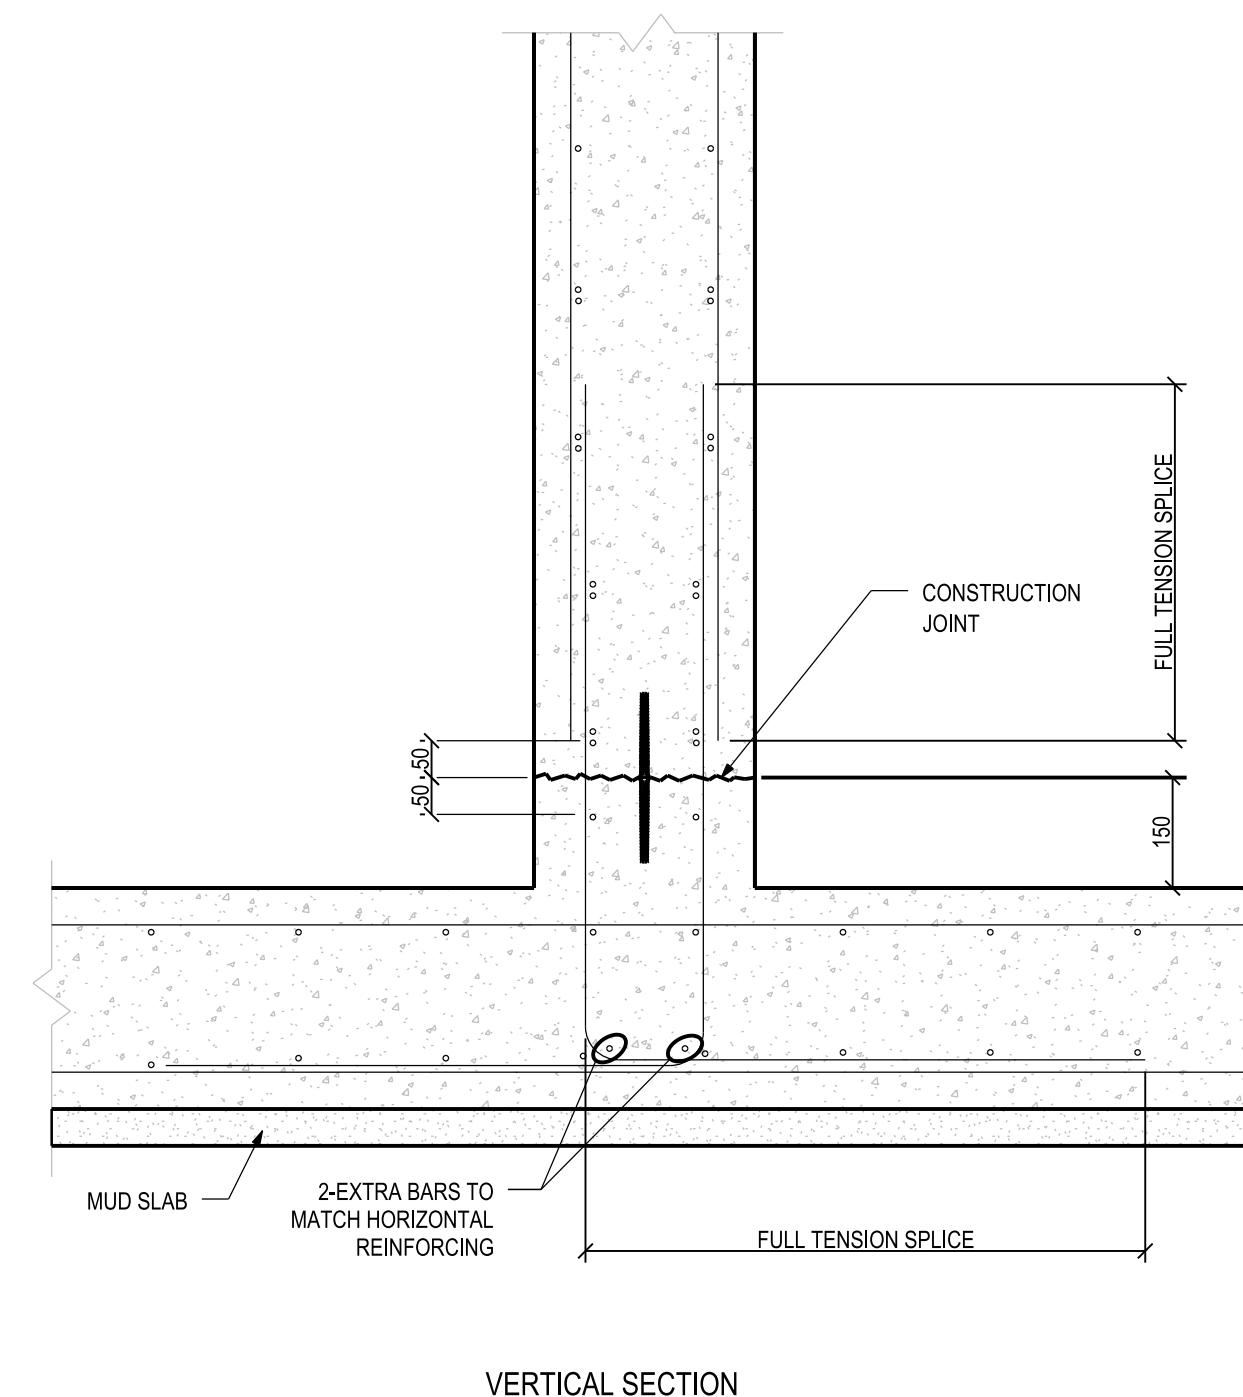 FULL TENSION SPLICE
CONSTRUCTION
JOINT
50
50
150
MUD SLAB
2-EXTRA BARS TO
MATCH HORIZONTAL
REINFORCING
FULL TENSION SPLICE
VERTICAL SECTION